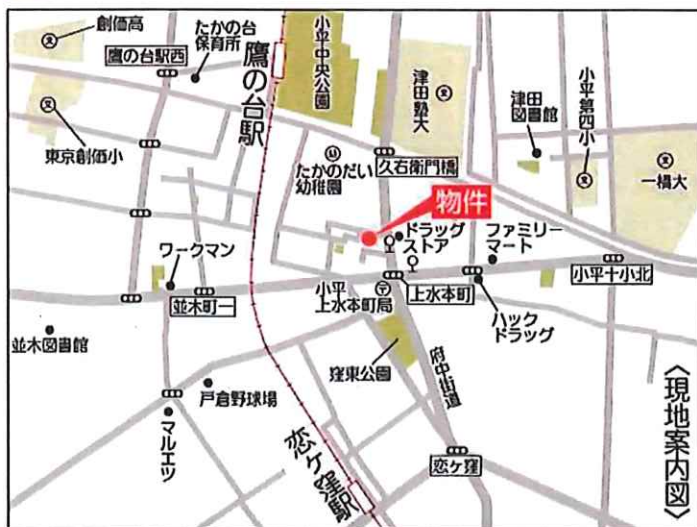 創価高
鷹の台駅西
たかの台
保育所
鷹の台駅
小平中央公園
津田塾大
津田
図書館
小平第四小
一橋大
東京創価小
たかのだい
幼稚園
久右衛門橋
物件
ドラッグ
ストア
ファミリー
マート
小平十小北
ワークマン
並木町一
小平
上水本町局
上水本町
ハック
ドラッグ
並木図書館
窪東公園
府中街道
戸倉野球場
マルエツ
恋ヶ窪駅
恋ヶ窪
〈現地案内図〉